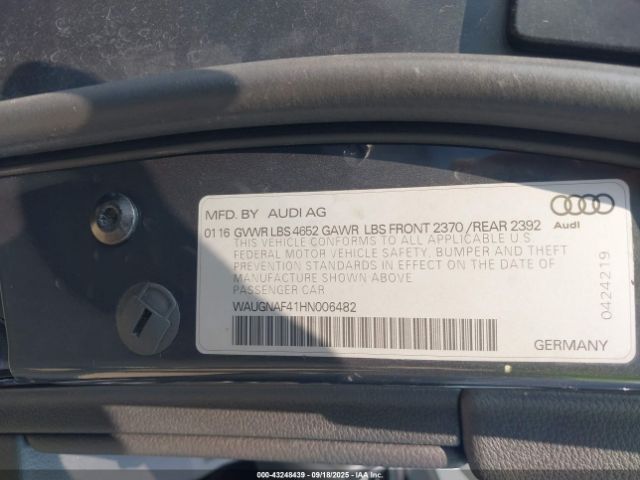 MFD. BY AUDI AG
01 16 GVWR LBS 4652 GAWR LBS FRONT 2370 /REAR 2392
THIS VEHICLE CONFORMS TO ALL APPLICABLE U.S.
FEDERAL MOTOR VEHICLE SAFETY, BUMPER AND THEFT
PREVENTION STANDARDS IN EFFECT ON THE DATE OF
MANUFACTURE SHOWN ABOVE
PASSENGER CAR
WAUGNAF41HN006482
Audi
0424219
GERMANY
000-43248439 09/18/2025 IAAI.COM